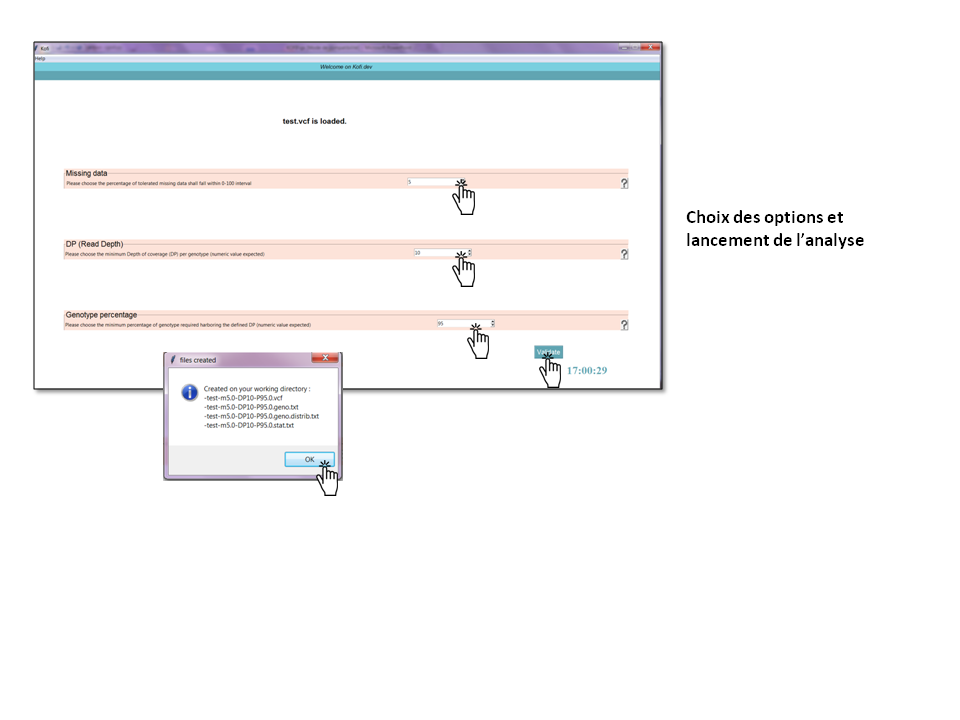 Kofi
Help
Welcome on Kofi dev
test.vcf is loaded.
Missing data
Please choose the percentage of tolerated missing data shall fall within 0-100 interval
5
?
DP (Read Depth)
Please choose the minimum Depth of coverage (DP) per genotype (numeric value expected)
10
?
Genotype percentage
Please choose the minimum percentage of genotype required harboring the defined DP (numeric value expected)
95
?
Validate
17:00:29
files created
Created on your working directory :
-test-m5.0-DP10-P95.0.vcf
-test-m5.0-DP10-P95.0.geno.txt
-test-m5.0-DP10-P95.0.geno.distrib.txt
-test-m5.0-DP10-P95.0.stat.txt
OK
Choix des options et
lancement de l’analyse